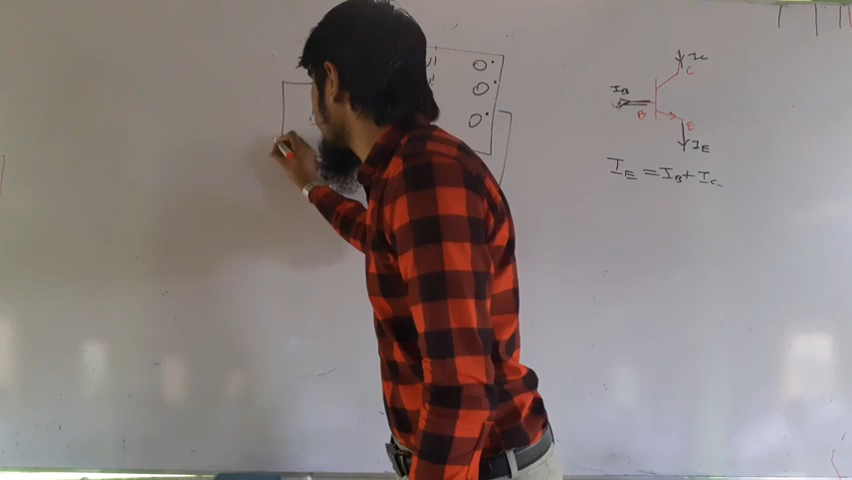 Ic
C
IB
B
E
IE
IE = IB + Ic